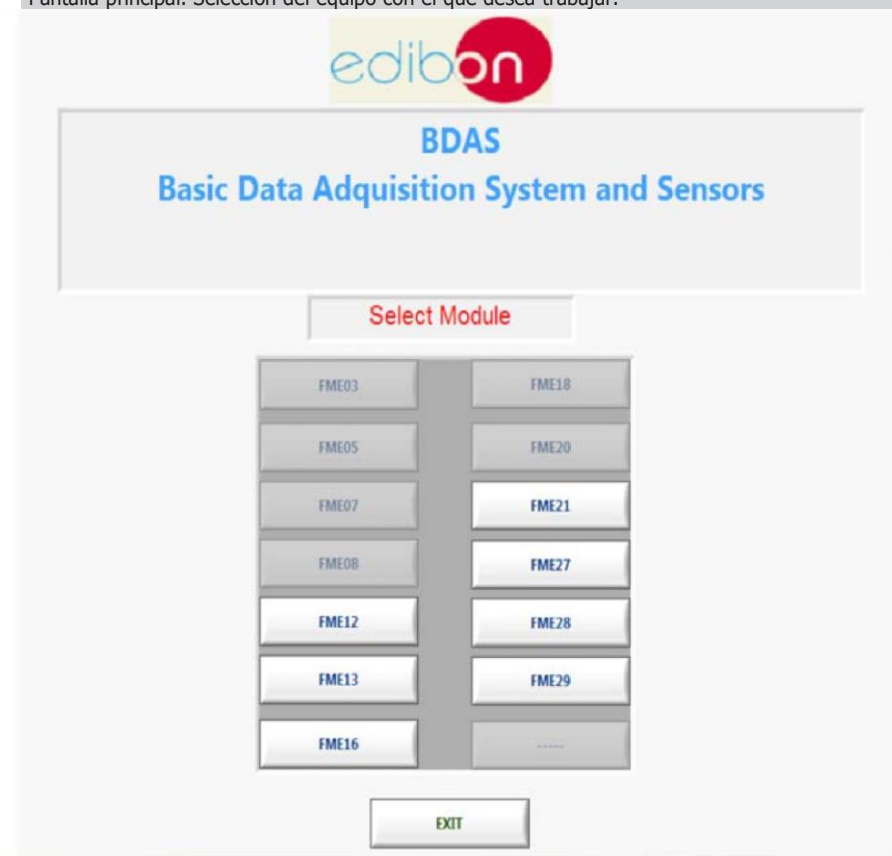 Pantalla principal. Selección del equipo con el que desea trabajar.
edibon
BDAS
Basic Data Adquisition System and Sensors
Select Module
FME03
FME18
FME05
FME20
FME07
FME21
FME08
FME27
FME12
FME28
FME13
FME29
FME16
-----
EXIT